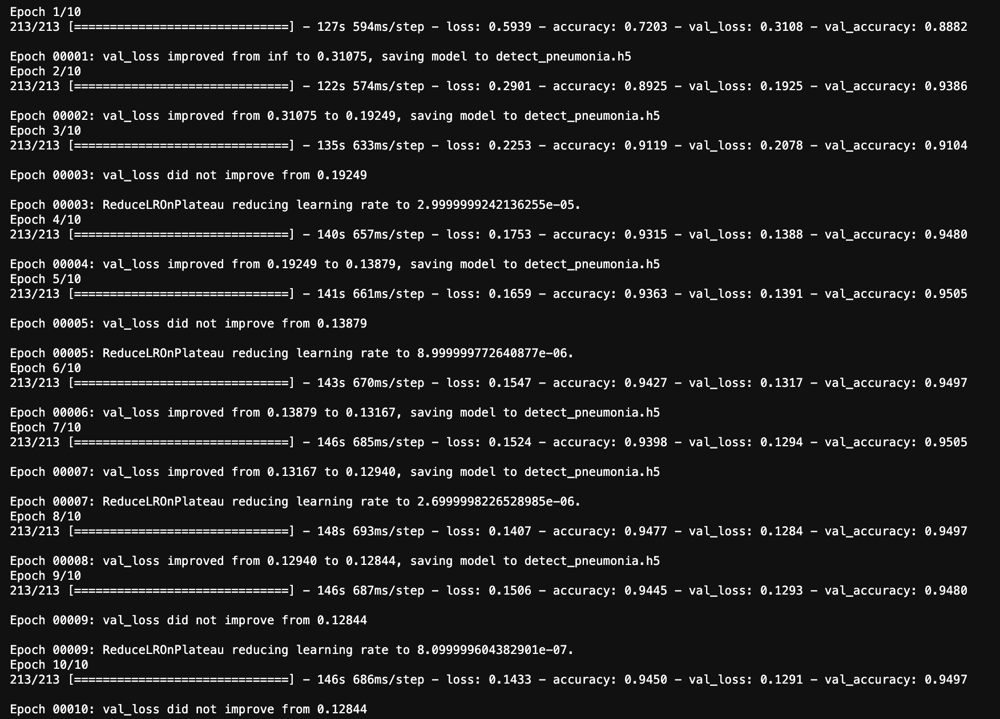 Epoch 1/10
213/213 [==============================] - 127s 594ms/step - loss: 0.5939 - accuracy: 0.7203 - val_loss: 0.3108 - val_accuracy: 0.8882
Epoch 00001: val_loss improved from inf to 0.31075, saving model to detect_pneumonia.h5
Epoch 2/10
213/213 [==============================] - 122s 574ms/step - loss: 0.2901 - accuracy: 0.8925 - val_loss: 0.1925 - val_accuracy: 0.9386
Epoch 00002: val_loss improved from 0.31075 to 0.19249, saving model to detect_pneumonia.h5
Epoch 3/10
213/213 [==============================] - 135s 633ms/step - loss: 0.2253 - accuracy: 0.9119 - val_loss: 0.2078 - val_accuracy: 0.9104
Epoch 00003: val_loss did not improve from 0.19249
Epoch 00003: ReduceLROnPlateau reducing learning rate to 2.9999999242136255e-05.
Epoch 4/10
213/213 [==============================] - 140s 657ms/step - loss: 0.1753 - accuracy: 0.9315 - val_loss: 0.1388 - val_accuracy: 0.9480
Epoch 00004: val_loss improved from 0.19249 to 0.13879, saving model to detect_pneumonia.h5
Epoch 5/10
213/213 [==============================] - 141s 661ms/step - loss: 0.1659 - accuracy: 0.9363 - val_loss: 0.1391 - val_accuracy: 0.9505
Epoch 00005: val_loss did not improve from 0.13879
Epoch 00005: ReduceLROnPlateau reducing learning rate to 8.999999772640877e-06.
Epoch 6/10
213/213 [==============================] - 143s 670ms/step - loss: 0.1547 - accuracy: 0.9427 - val_loss: 0.1317 - val_accuracy: 0.9497
Epoch 00006: val_loss improved from 0.13879 to 0.13167, saving model to detect_pneumonia.h5
Epoch 7/10
213/213 [==============================] - 146s 685ms/step - loss: 0.1524 - accuracy: 0.9398 - val_loss: 0.1294 - val_accuracy: 0.9505
Epoch 00007: val_loss improved from 0.13167 to 0.12940, saving model to detect_pneumonia.h5
Epoch 00007: ReduceLROnPlateau reducing learning rate to 2.6999998226528985e-06.
Epoch 8/10
213/213 [==============================] - 148s 693ms/step - loss: 0.1407 - accuracy: 0.9477 - val_loss: 0.1284 - val_accuracy: 0.9497
Epoch 00008: val_loss improved from 0.12940 to 0.12844, saving model to detect_pneumonia.h5
Epoch 9/10
213/213 [==============================] - 146s 687ms/step - loss: 0.1506 - accuracy: 0.9445 - val_loss: 0.1293 - val_accuracy: 0.9480
Epoch 00009: val_loss did not improve from 0.12844
Epoch 00009: ReduceLROnPlateau reducing learning rate to 8.099999604382901e-07.
Epoch 10/10
213/213 [==============================] - 146s 686ms/step - loss: 0.1433 - accuracy: 0.9450 - val_loss: 0.1291 - val_accuracy: 0.9497
Epoch 00010: val_loss did not improve from 0.12844